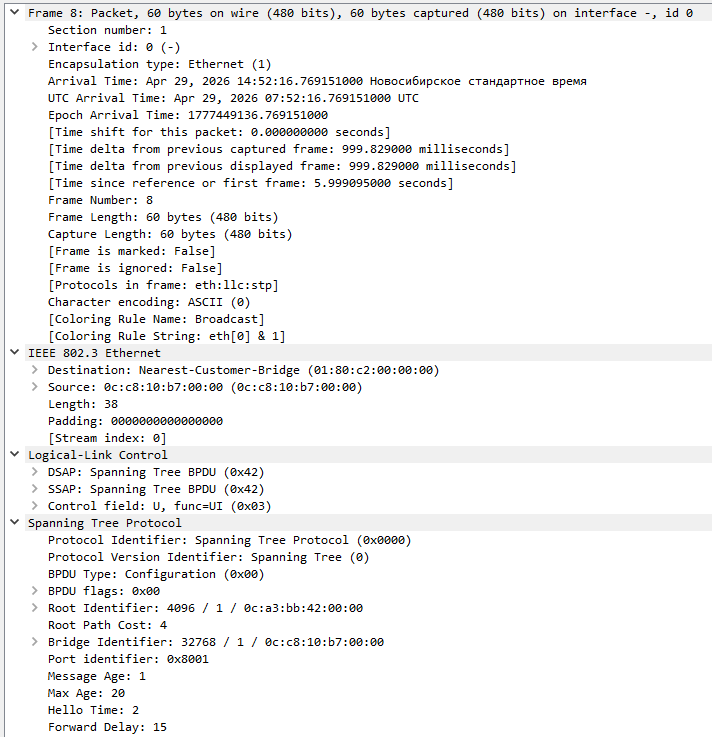 Frame 8: Packet, 60 bytes on wire (480 bits), 60 bytes captured (480 bits) on interface -, id 0
Section number: 1
Interface id: 0 (-)
Encapsulation type: Ethernet (1)
Arrival Time: Apr 29, 2026 14:52:16.769151000 Новосибирское стандартное время
UTC Arrival Time: Apr 29, 2026 07:52:16.769151000 UTC
Epoch Arrival Time: 1777449136.769151000
[Time shift for this packet: 0.000000000 seconds]
[Time delta from previous captured frame: 999.829000 milliseconds]
[Time delta from previous displayed frame: 999.829000 milliseconds]
[Time since reference or first frame: 5.999095000 seconds]
Frame Number: 8
Frame Length: 60 bytes (480 bits)
Capture Length: 60 bytes (480 bits)
[Frame is marked: False]
[Frame is ignored: False]
[Protocols in frame: eth:llc:stp]
Character encoding: ASCII (0)
[Coloring Rule Name: Broadcast]
[Coloring Rule String: eth[0] & 1]
IEEE 802.3 Ethernet
Destination: Nearest-Customer-Bridge (01:80:c2:00:00:00)
Source: 0c:c8:10:b7:00:00 (0c:c8:10:b7:00:00)
Length: 38
Padding: 0000000000000000
[Stream index: 0]
Logical-Link Control
DSAP: Spanning Tree BPDU (0x42)
SSAP: Spanning Tree BPDU (0x42)
Control field: U, func=UI (0x03)
Spanning Tree Protocol
Protocol Identifier: Spanning Tree Protocol (0x0000)
Protocol Version Identifier: Spanning Tree (0)
BPDU Type: Configuration (0x00)
BPDU flags: 0x00
Root Identifier: 4096 / 1 / 0c:a3:bb:42:00:00
Root Path Cost: 4
Bridge Identifier: 32768 / 1 / 0c:c8:10:b7:00:00
Port identifier: 0x8001
Message Age: 1
Max Age: 20
Hello Time: 2
Forward Delay: 15